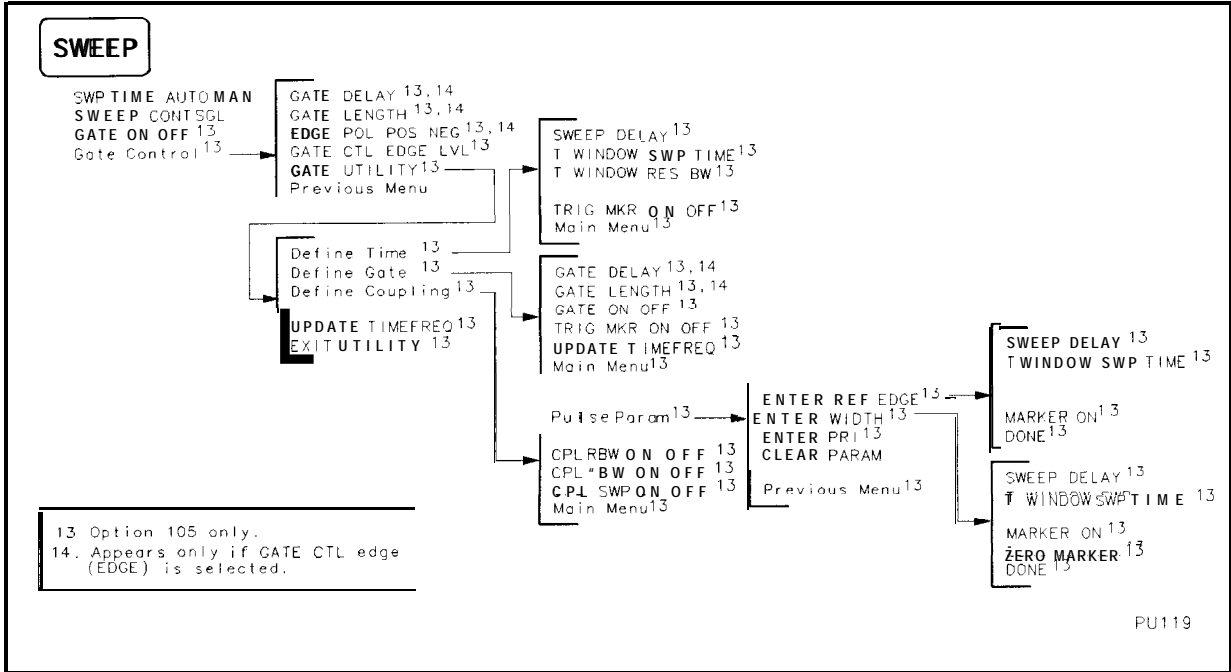 SWEEP
SWP TIME AUTO MAN
SWEEP CONT SGL
GATE ON OFF 13
Gate Control 13
GATE DELAY 13, 14
GATE LENGTH 13, 14
EDGE POL POS NEG 13, 14
GATE CTL EDGE LVL 13
GATE UTILITY 13
Previous Menu
SWEEP DELAY 13
T WINDOW SWP TIME 13
T WINDOW RES BW 13
TRIG MKR ON OFF 13
Main Menu 13
Define Time 13
Define Gate 13
Define Coupling 13
UPDATE TIMEFREQ 13
EXIT UTILITY 13
GATE DELAY 13, 14
GATE LENGTH 13, 14
GATE ON OFF 13
TRIG MKR ON OFF 13
UPDATE TIMEFREQ 13
Main Menu 13
Pulse Param 13
CPL RBW ON OFF 13
CPL "BW ON OFF 13
CPL SWP ON OFF 13
Main Menu 13
ENTER REF EDGE 13
ENTER WIDTH 13
ENTER PRI 13
CLEAR PARAM
Previous Menu 13
SWEEP DELAY 13
T WINDOW SWP TIME 13
MARKER ON 13
DONE 13
SWEEP DELAY 13
T WINDOW SWP TIME 13
MARKER ON 13
ZERO MARKER 13
DONE 13
13 Option 105 only.
14. Appears only if GATE CTL edge
(EDGE) is selected.
PU119